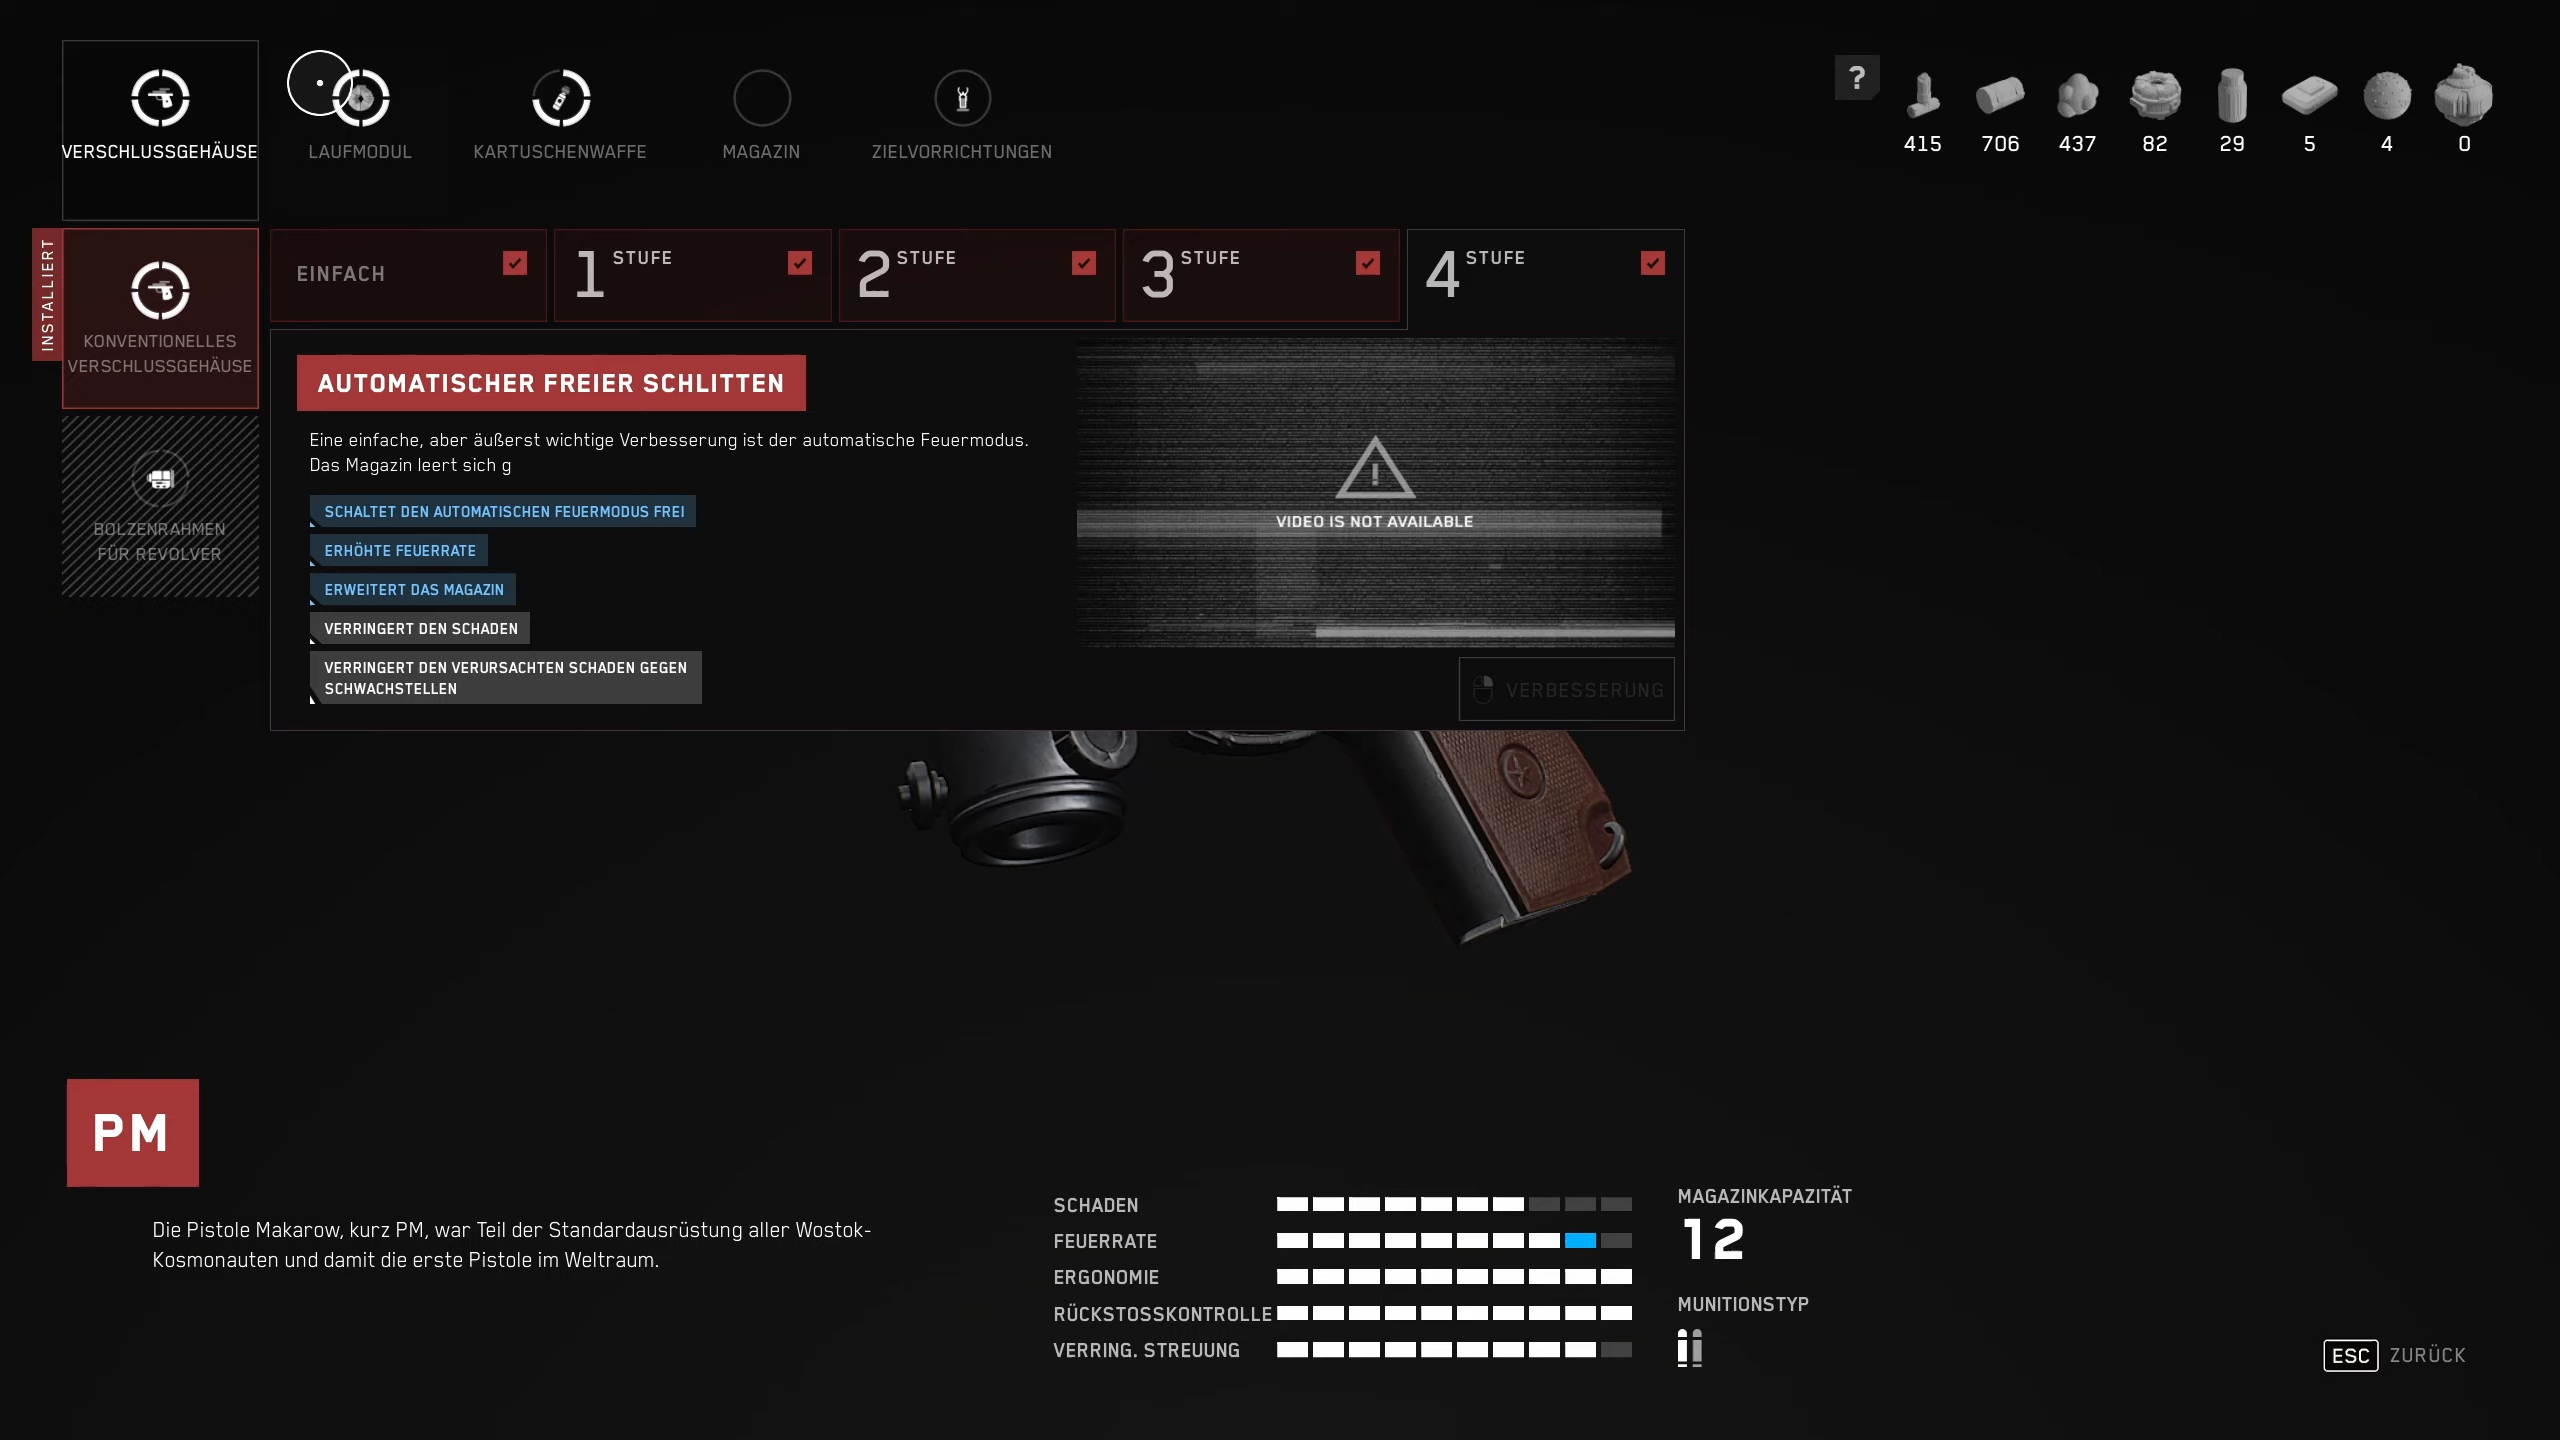 VERSCHLUSSGEHÄUSE
LAUFMODUL
KARTUSCHENWAFFE
MAGAZIN
ZIELVORRICHTUNGEN
?
415
706
437
82
29
5
4
0
INSTALLIERT
KONVENTIONELLES
VERSCHLUSSGEHÄUSE
BOLZENRAHMEN
FÜR REVOLVER
EINFACH
1 STUFE
2 STUFE
3 STUFE
4 STUFE
AUTOMATISCHER FREIER SCHLITTEN
Eine einfache, aber äußerst wichtige Verbesserung ist der automatische Feuermodus.
Das Magazin leert sich g
SCHALTET DEN AUTOMATISCHEN FEUERMODUS FREI
ERHÖHTE FEUERRATE
ERWEITERT DAS MAGAZIN
VERRINGERT DEN SCHADEN
VERRINGERT DEN VERURSACHTEN SCHADEN GEGEN
SCHWACHSTELLEN
VIDEO IS NOT AVAILABLE
VERBESSERUNG
PM
Die Pistole Makarow, kurz PM, war Teil der Standardausrüstung aller Wostok-
Kosmonauten und damit die erste Pistole im Weltraum.
SCHADEN
FEUERRATE
ERGONOMIE
RÜCKSTOSSKONTROLLE
VERRING. STREUUNG
MAGAZINKAPAZITÄT
12
MUNITIONSTYP
ESC ZURÜCK